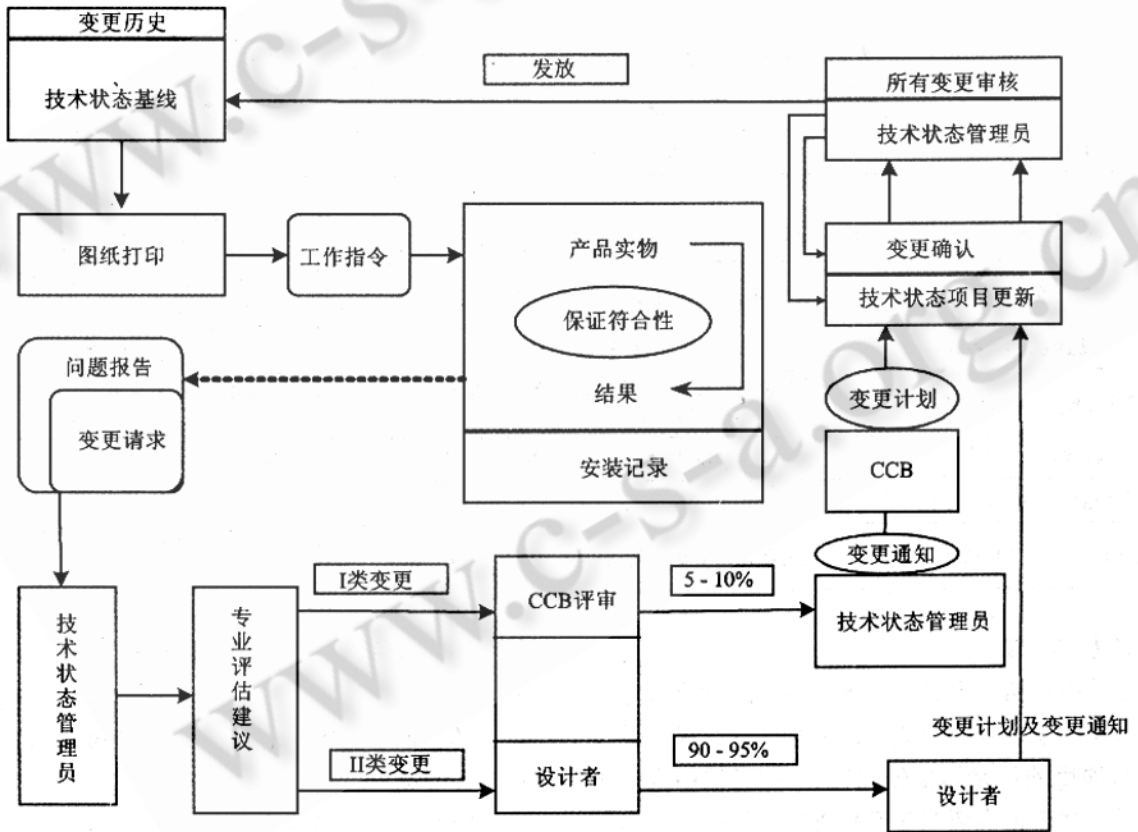 变更历史
技术状态基线
发放
所有变更审核
技术状态管理员
图纸打印
工作指令
产品实物
保证符合性
结果
安装记录
变更确认
技术状态项目更新
问题报告
变更请求
变更计划
CCB
变更通知
技术状态管理员
技术状态管理员
专业评估建议
I类变更
CCB评审
5 - 10%
II类变更
设计者
90 - 95%
变更计划及变更通知
设计者
www.c-s-a.org.cn
www.c-s-a.org.cn